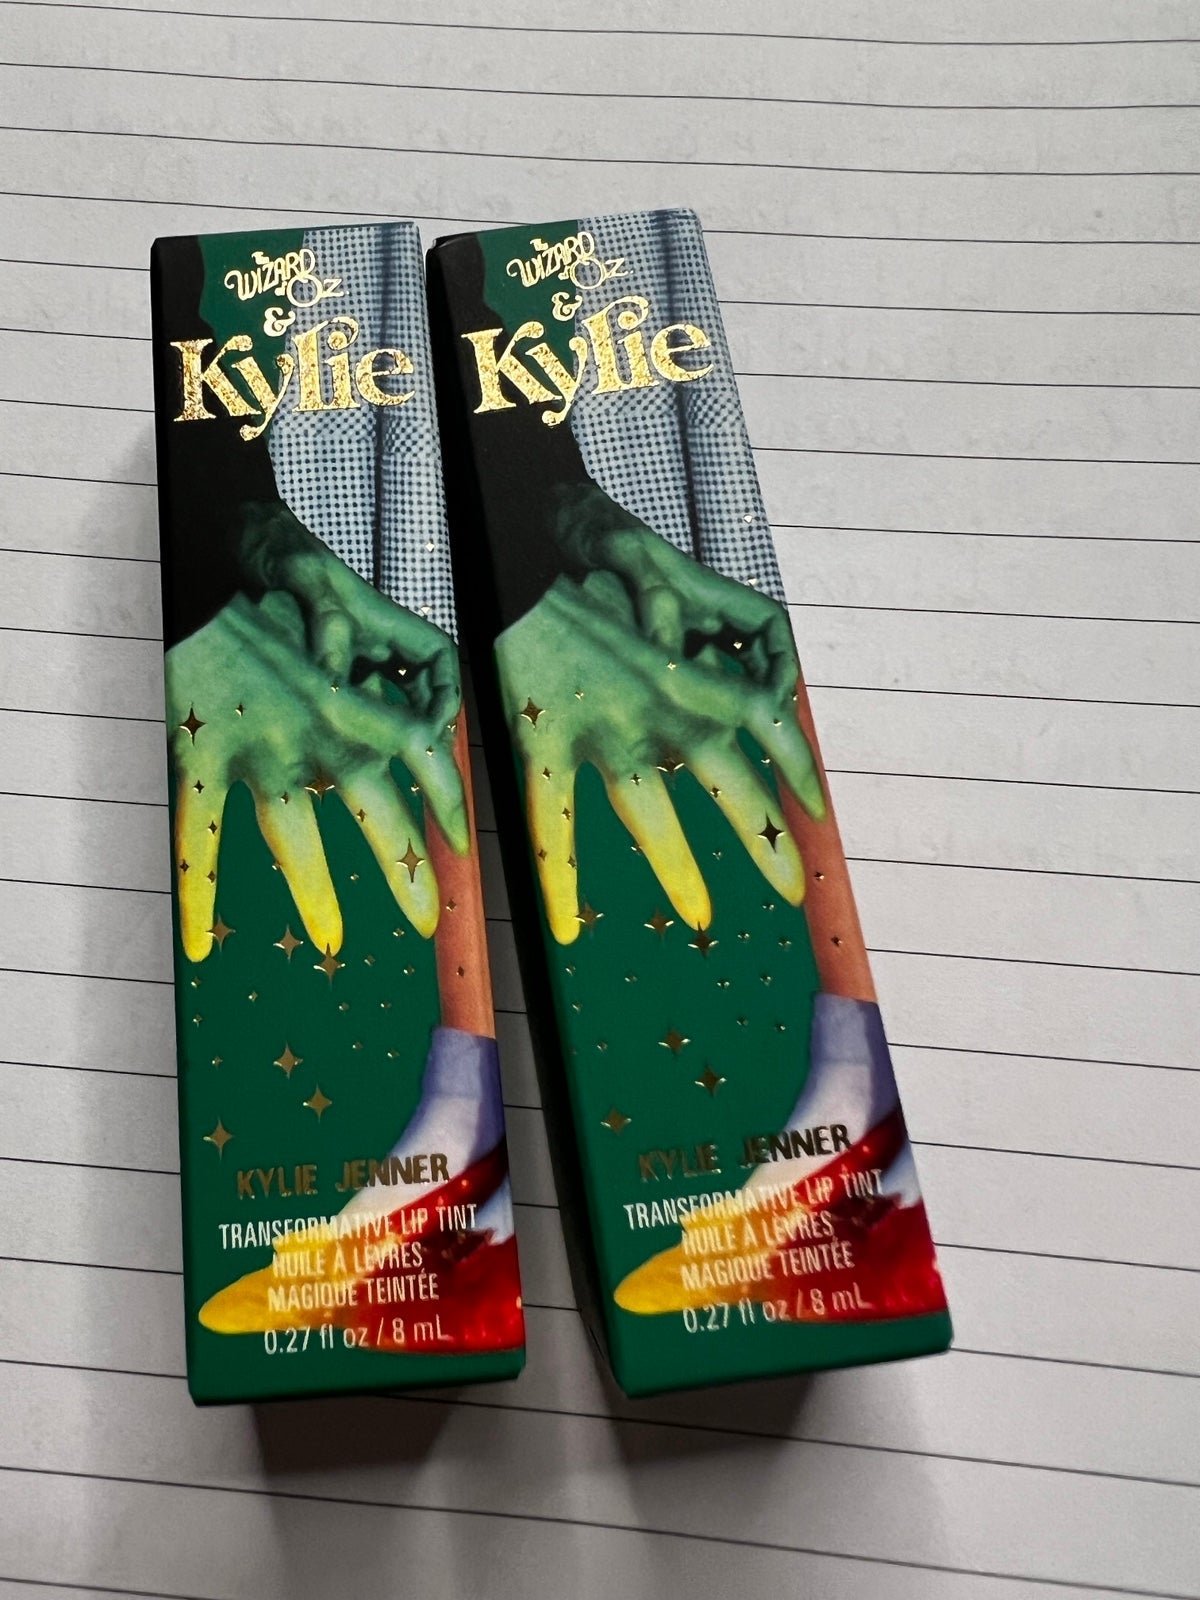 The
WIZARD
of OZ
&
Kylie
KYLIE JENNER
TRANSFORMATIVE LIP TINT
HUILE À LÈVRES
MAGIQUE TEINTÉE
0.27 fl oz / 8 mL
The
WIZARD
of OZ
&
Kylie
KYLIE JENNER
TRANSFORMATIVE LIP TINT
HUILE À LÈVRES
MAGIQUE TEINTÉE
0.27 fl oz / 8 mL